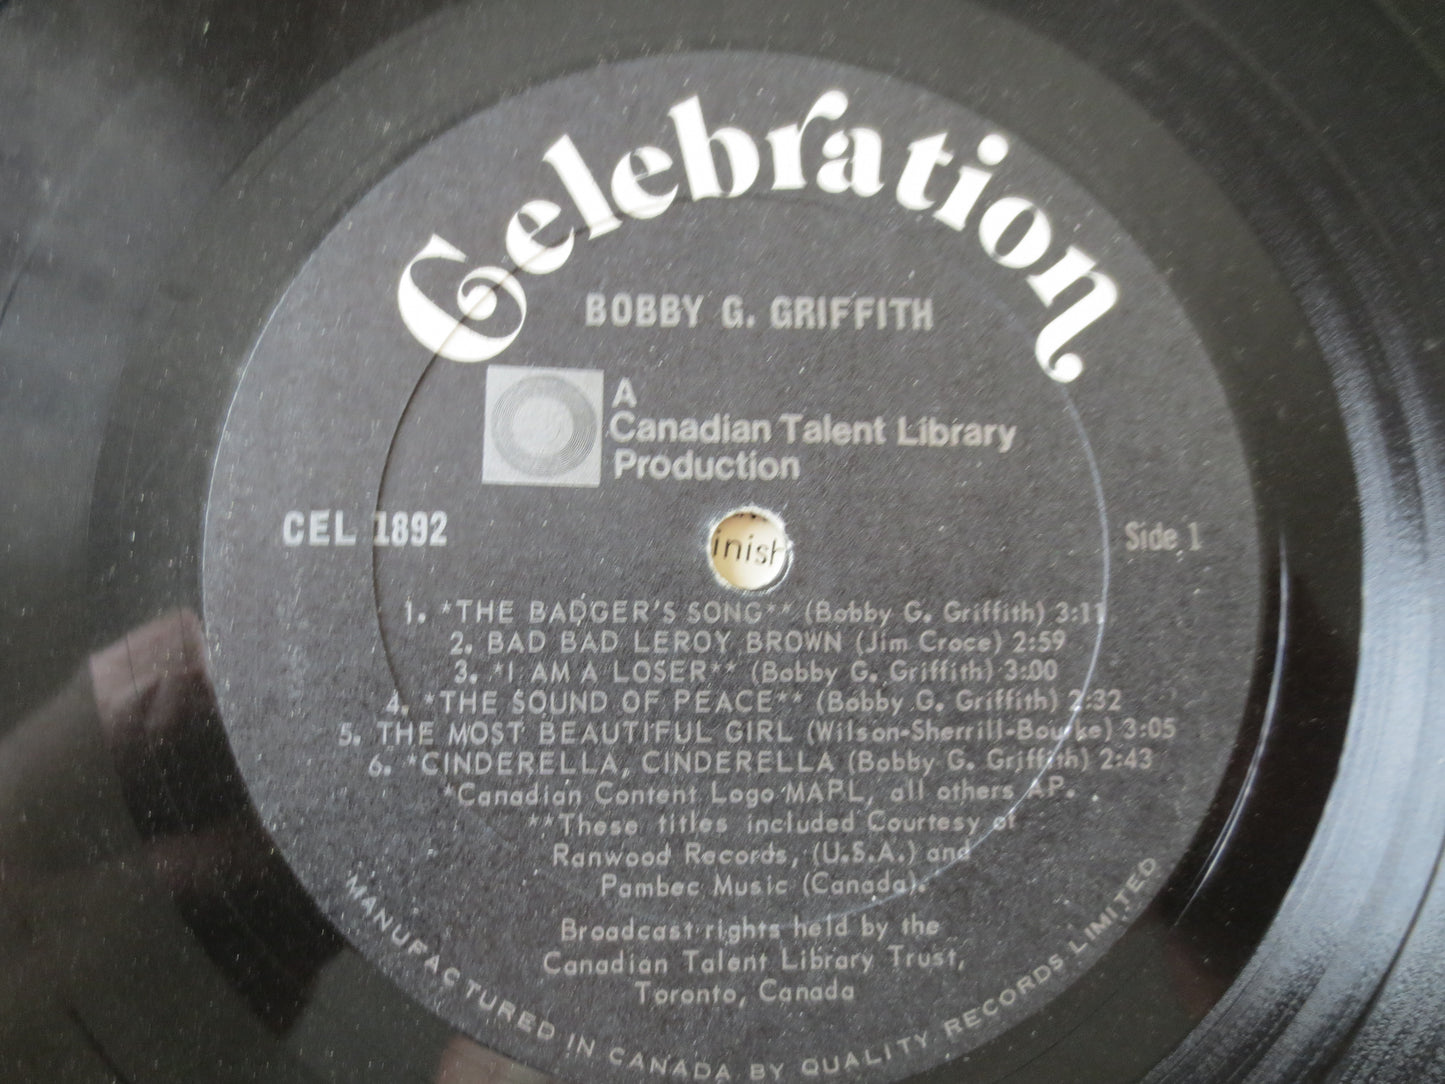 Celebration
BOBBY G. GRIFFITH
A
Canadian Talent Library
Production
CEL 1892
inish
Side 1
1. *THE BADGER'S SONG** (Bobby G. Griffith) 3:11
2. BAD BAD LEROY BROWN (Jim Croce) 2:59
3. *I AM A LOSER** (Bobby G. Griffith) 3:00
4. *THE SOUND OF PEACE** (Bobby G. Griffith) 2:32
5. THE MOST BEAUTIFUL GIRL (Wilson-Sherrill-Bourke) 3:05
6. *CINDERELLA, CINDERELLA (Bobby G. Griffith) 2:43
*Canadian Content Logo MAPL, all others AP.
**These titles included Courtesy of
Ranwood Records, (U.S.A.) and
Pambec Music (Canada).
Broadcast rights held by the
Canadian Talent Library Trust,
Toronto, Canada
MANUFACTURED IN CANADA BY QUALITY RECORDS LIMITED